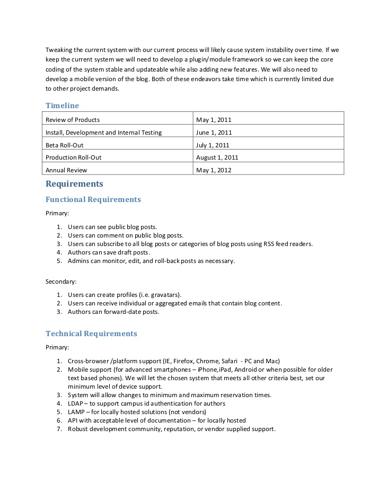 Tweaking the current system with our current process will likely cause system instability over time. If we
keep the current system we will need to develop a plugin/module framework so we can keep the core
coding of the system stable and updateable while also adding new features. We will also need to
develop a mobile version of the blog. Both of these endeavors take time which is currently limited due
to other project demands.
Timeline
Review of Products May 1, 2011
Install, Development and Internal Testing June 1, 2011
Beta Roll-Out July 1, 2011
Production Roll-Out August 1, 2011
Annual Review May 1, 2012
Requirements
Functional Requirements
Primary:
1. Users can see public blog posts.
2. Users can comment on public blog posts.
3. Users can subscribe to all blog posts or categories of blog posts using RSS feed readers.
4. Authors can save draft posts.
5. Admins can monitor, edit, and roll-back posts as necessary.
Secondary:
1. Users can create profiles (i.e. gravatars).
2. Users can receive individual or aggregated emails that contain blog content.
3. Authors can forward-date posts.
Technical Requirements
Primary:
1. Cross-browser /platform support (IE, Firefox, Chrome, Safari - PC and Mac)
2. Mobile support (for advanced smartphones – iPhone, iPad, Android or when possible for older
text based phones). We will let the chosen system that meets all other criteria best, set our
minimum level of device support.
3. System will allow changes to minimum and maximum reservation times.
4. LDAP – to support campus id authentication for authors
5. LAMP – for locally hosted solutions (not vendors)
6. API with acceptable level of documentation – for locally hosted
7. Robust development community, reputation, or vendor supplied support.